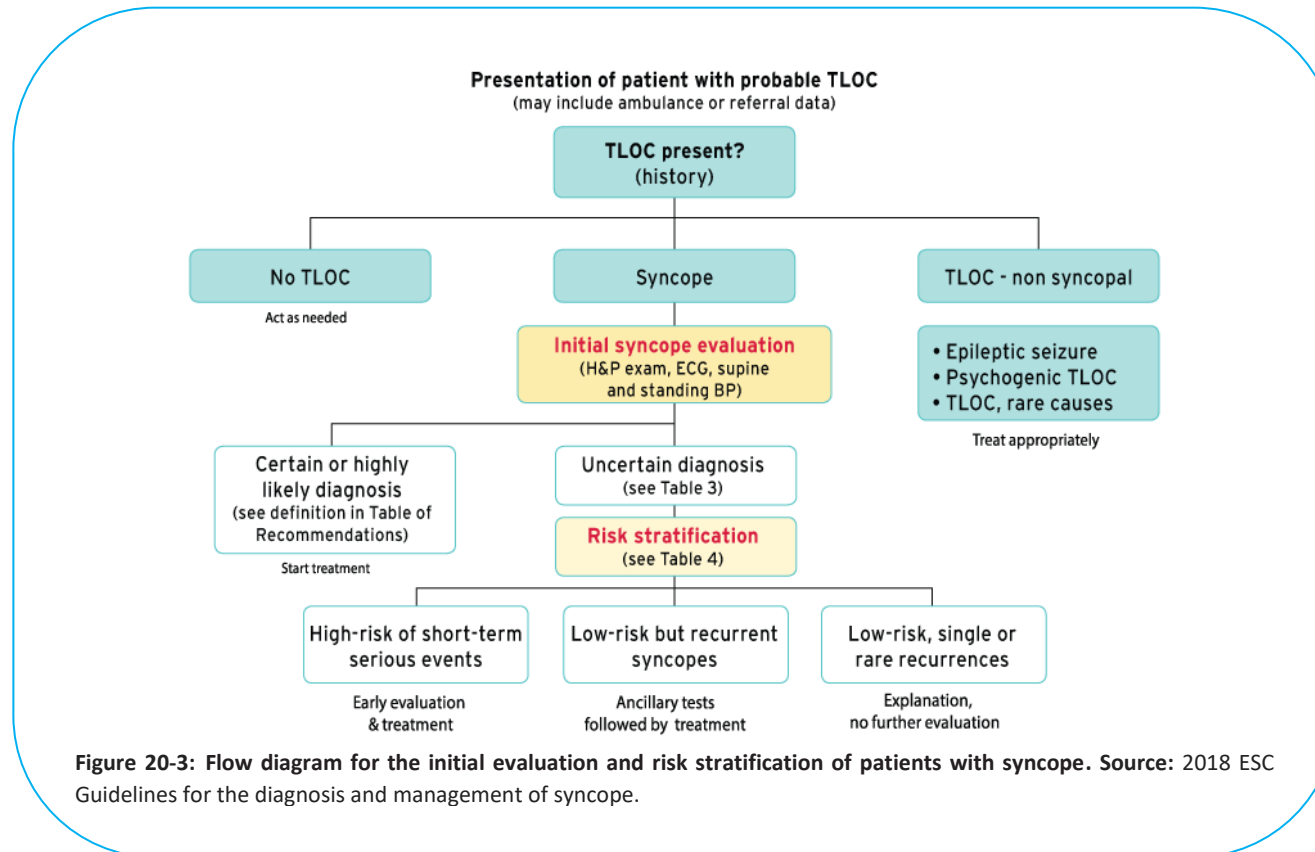 Presentation of patient with probable TLOC
(may include ambulance or referral data)
TLOC present?
(history)
No TLOC
Act as needed
Syncope
TLOC - non syncopal
Initial syncope evaluation
(H&P exam, ECG, supine
and standing BP)
• Epileptic seizure
• Psychogenic TLOC
• TLOC, rare causes
Treat appropriately
Certain or highly
likely diagnosis
(see definition in Table of
Recommendations)
Start treatment
Uncertain diagnosis
(see Table 3)
Risk stratification
(see Table 4)
High-risk of short-term
serious events
Early evaluation
& treatment
Low-risk but recurrent
syncopes
Ancillary tests
followed by treatment
Low-risk, single or
rare recurrences
Explanation,
no further evaluation
Figure 20-3: Flow diagram for the initial evaluation and risk stratification of patients with syncope. Source: 2018 ESC
Guidelines for the diagnosis and management of syncope.